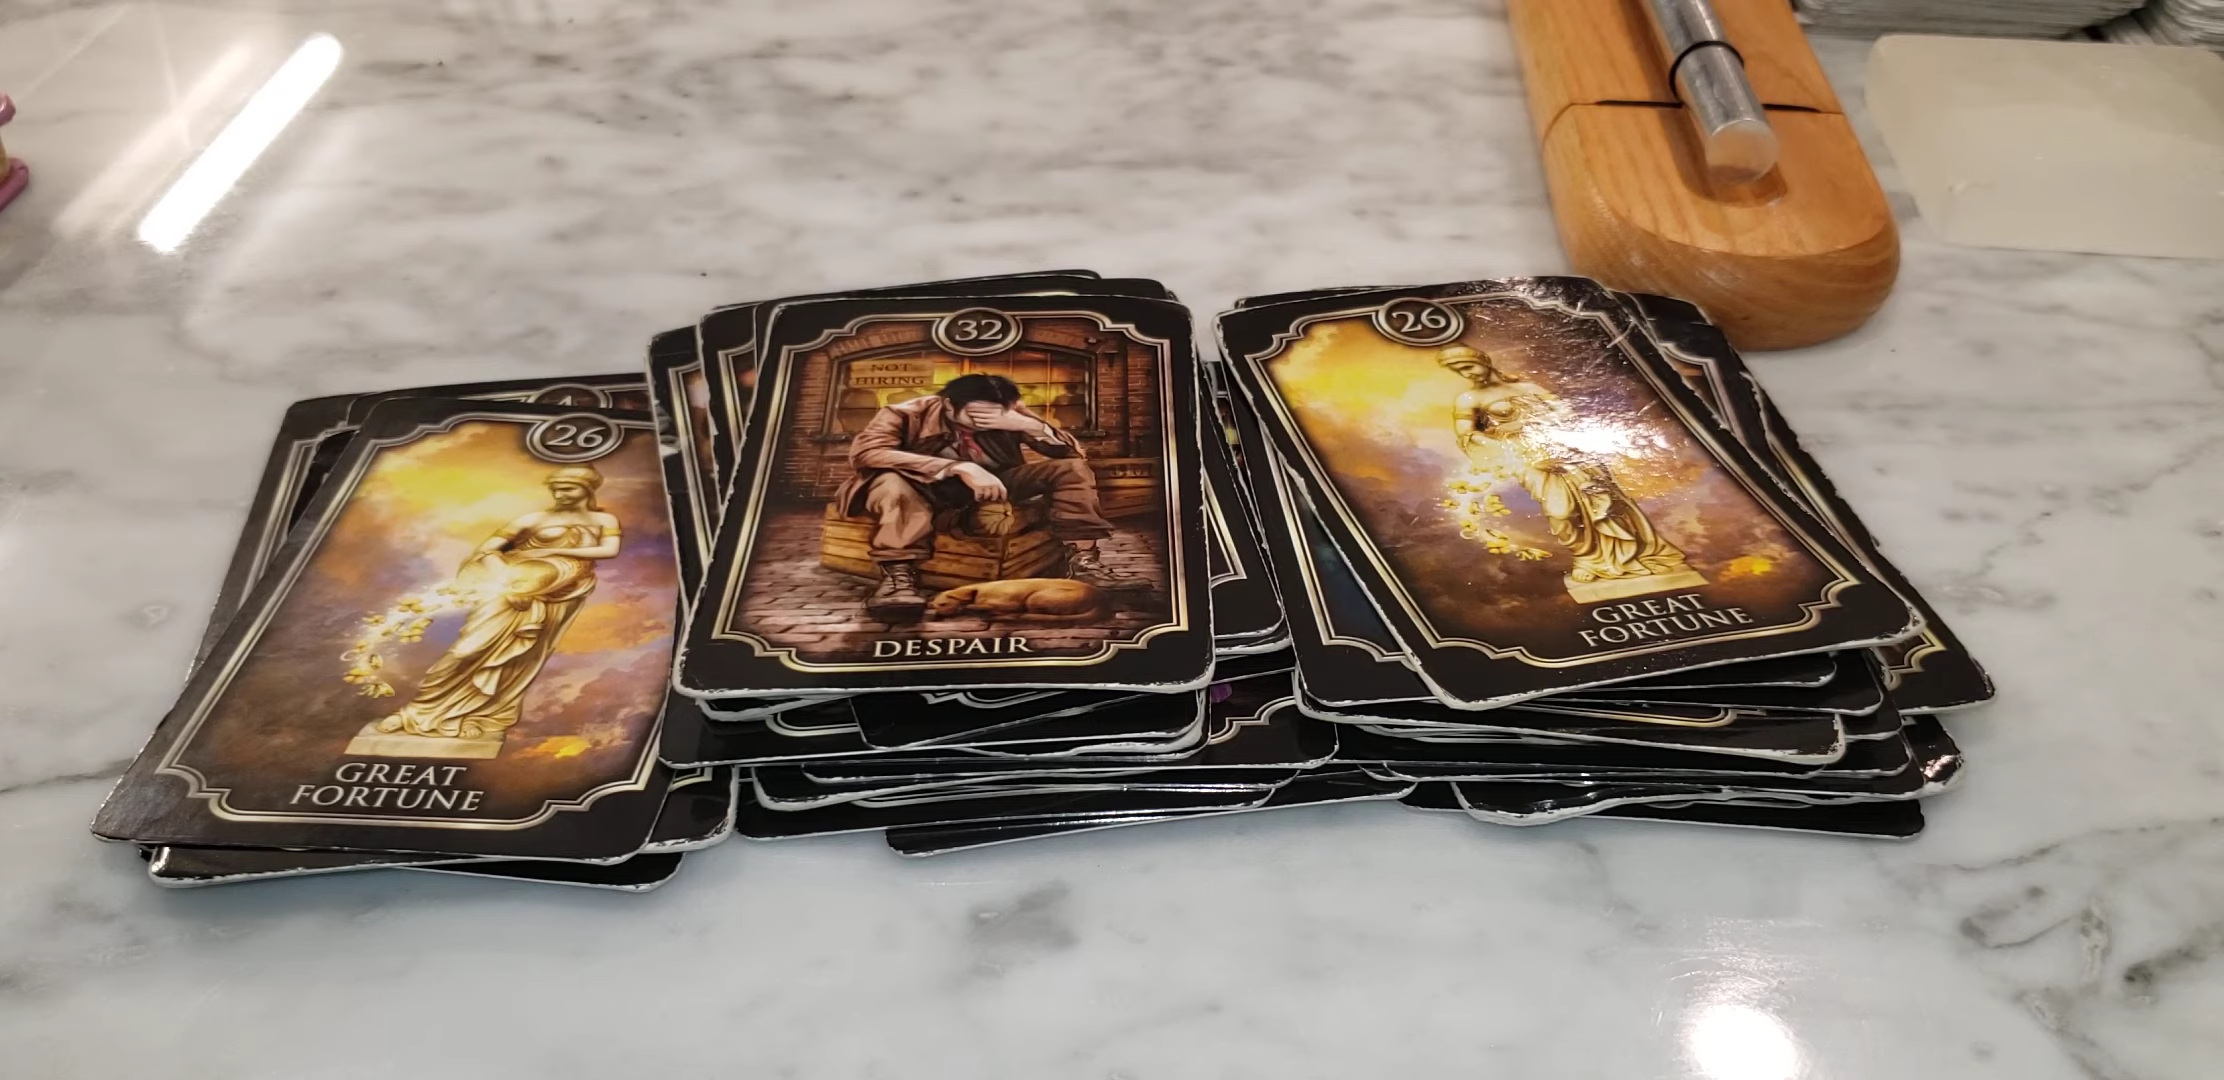 26
GREAT
FORTUNE
32
NOT
HIRING
DESPAIR
26
GREAT
FORTUNE